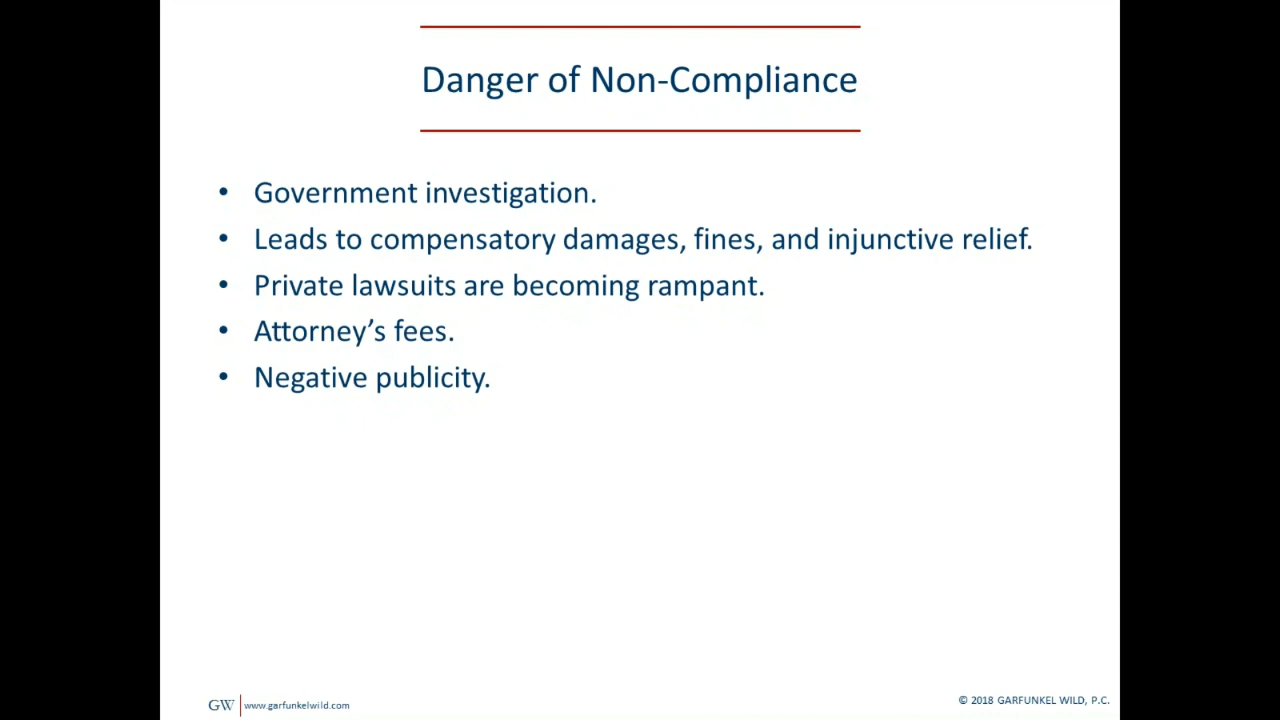 Danger of Non-Compliance
• Government investigation.
• Leads to compensatory damages, fines, and injunctive relief.
• Private lawsuits are becoming rampant.
• Attorney’s fees.
• Negative publicity.
GW www.garfunkelwild.com
© 2018 GARFUNKEL WILD, P.C.